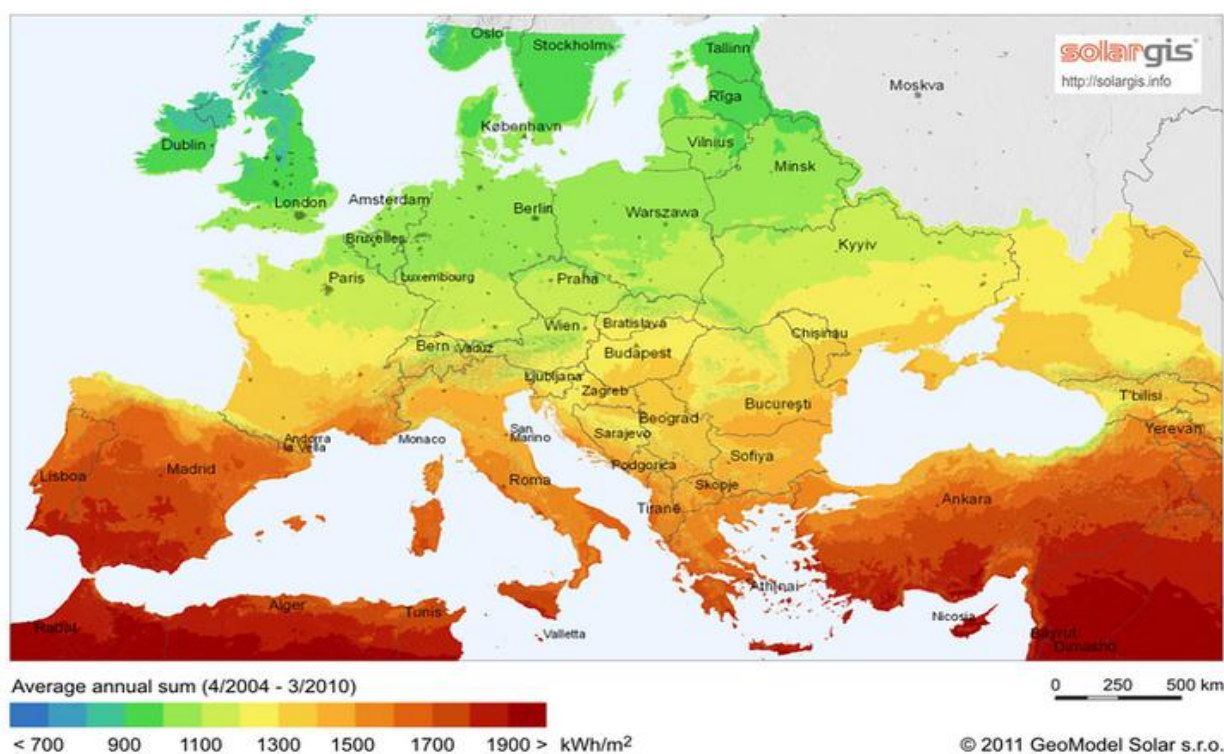 Oslo
Stockholm
Tallinn
solargis
http://solargis.info
Moskva
Rīga
København
Dublin
Vilnius
Minsk
London
Amsterdam
Berlin
Warszawa
Bruxelles
Kyyiv
Paris
Luxembourg
Praha
Wien
Bratislava
Chişinău
Bern
Vaduz
Budapest
Ljubljana
Zagreb
T'bilisi
Beograd
Bucureşti
Andorra
la Vella
Monaco
San
Marino
Sarajevo
Yerevan
Lisboa
Madrid
Roma
Podgorica
Sofiya
Skopje
Tiranë
Ankara
Athínai
Alger
Tunis
Nicosia
Rabat
Valletta
Bayrut
Dimashq
Average annual sum (4/2004 - 3/2010)
0 250 500 km
< 700 900 1100 1300 1500 1700 1900 > kWh/m²
© 2011 GeoModel Solar s.r.o.